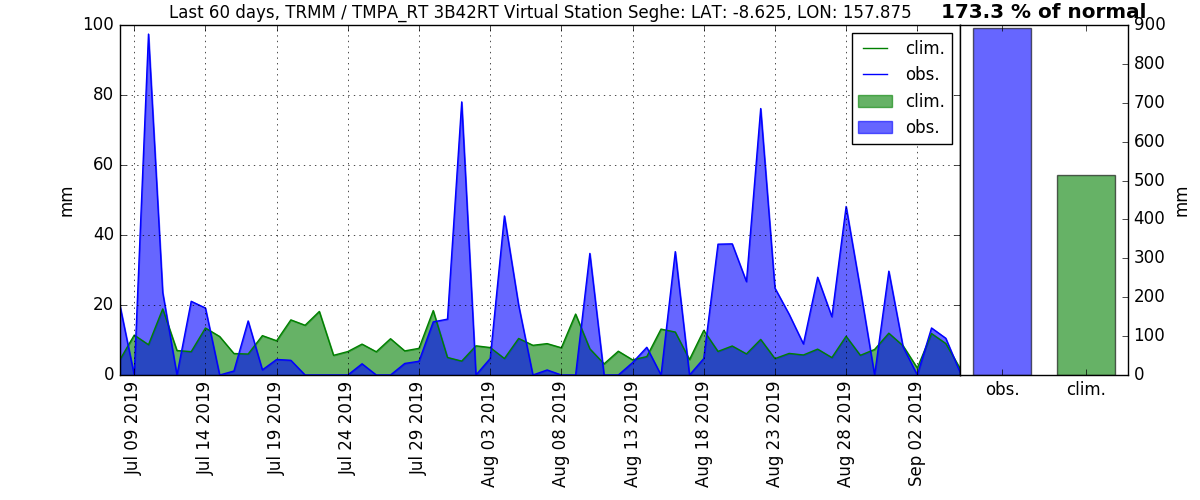 Last 60 days, TRMM / TMPA_RT 3B42RT Virtual Station Seghe: LAT: -8.625, LON: 157.875
173.3 % of normal
100
80
60
40
20
0
mm
clim.
obs.
clim.
obs.
900
800
700
600
500
400
300
200
100
0
mm
obs.
clim.
Jul 09 2019
Jul 14 2019
Jul 19 2019
Jul 24 2019
Jul 29 2019
Aug 03 2019
Aug 08 2019
Aug 13 2019
Aug 18 2019
Aug 23 2019
Aug 28 2019
Sep 02 2019